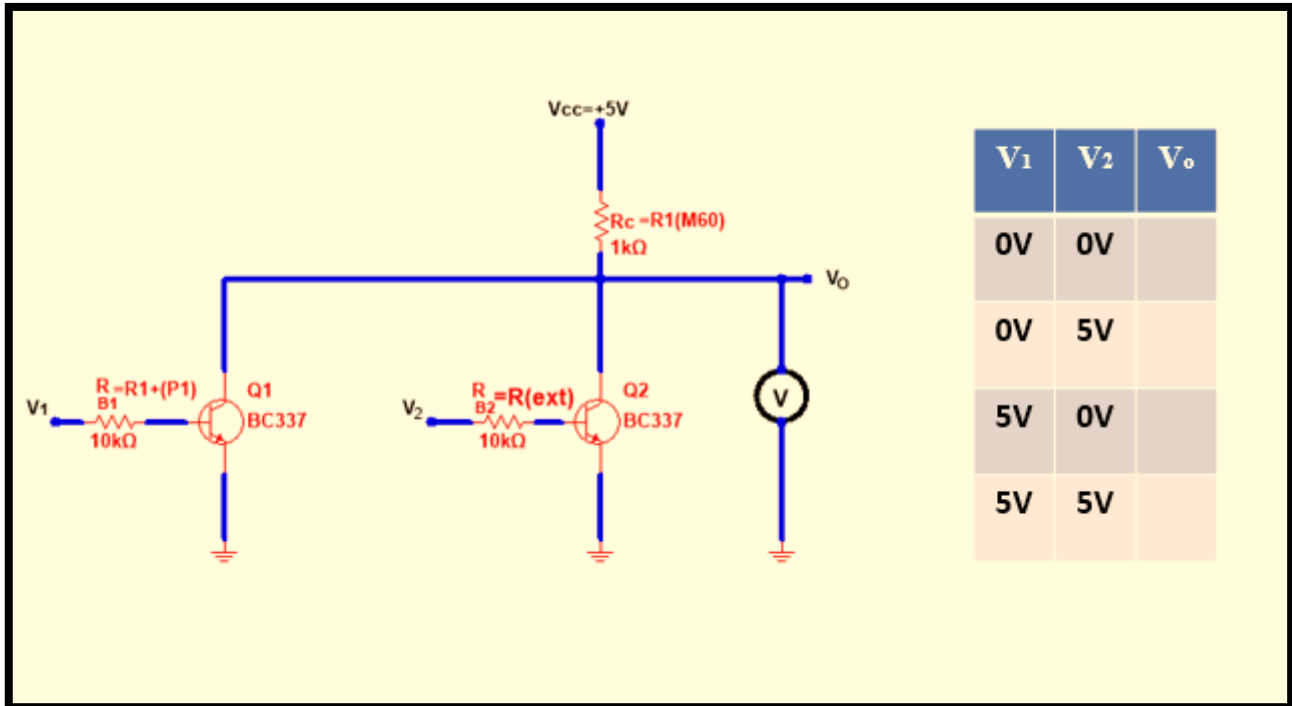 Vcc=+5V
Rc =R1(M60)
1kΩ
Vo
R =R1+(P1)
B1
10kΩ
V1
Q1
BC337
R =R(ext)
B2
10kΩ
V2
Q2
BC337
V
V1 V2 Vo
0V 0V
0V 5V
5V 0V
5V 5V